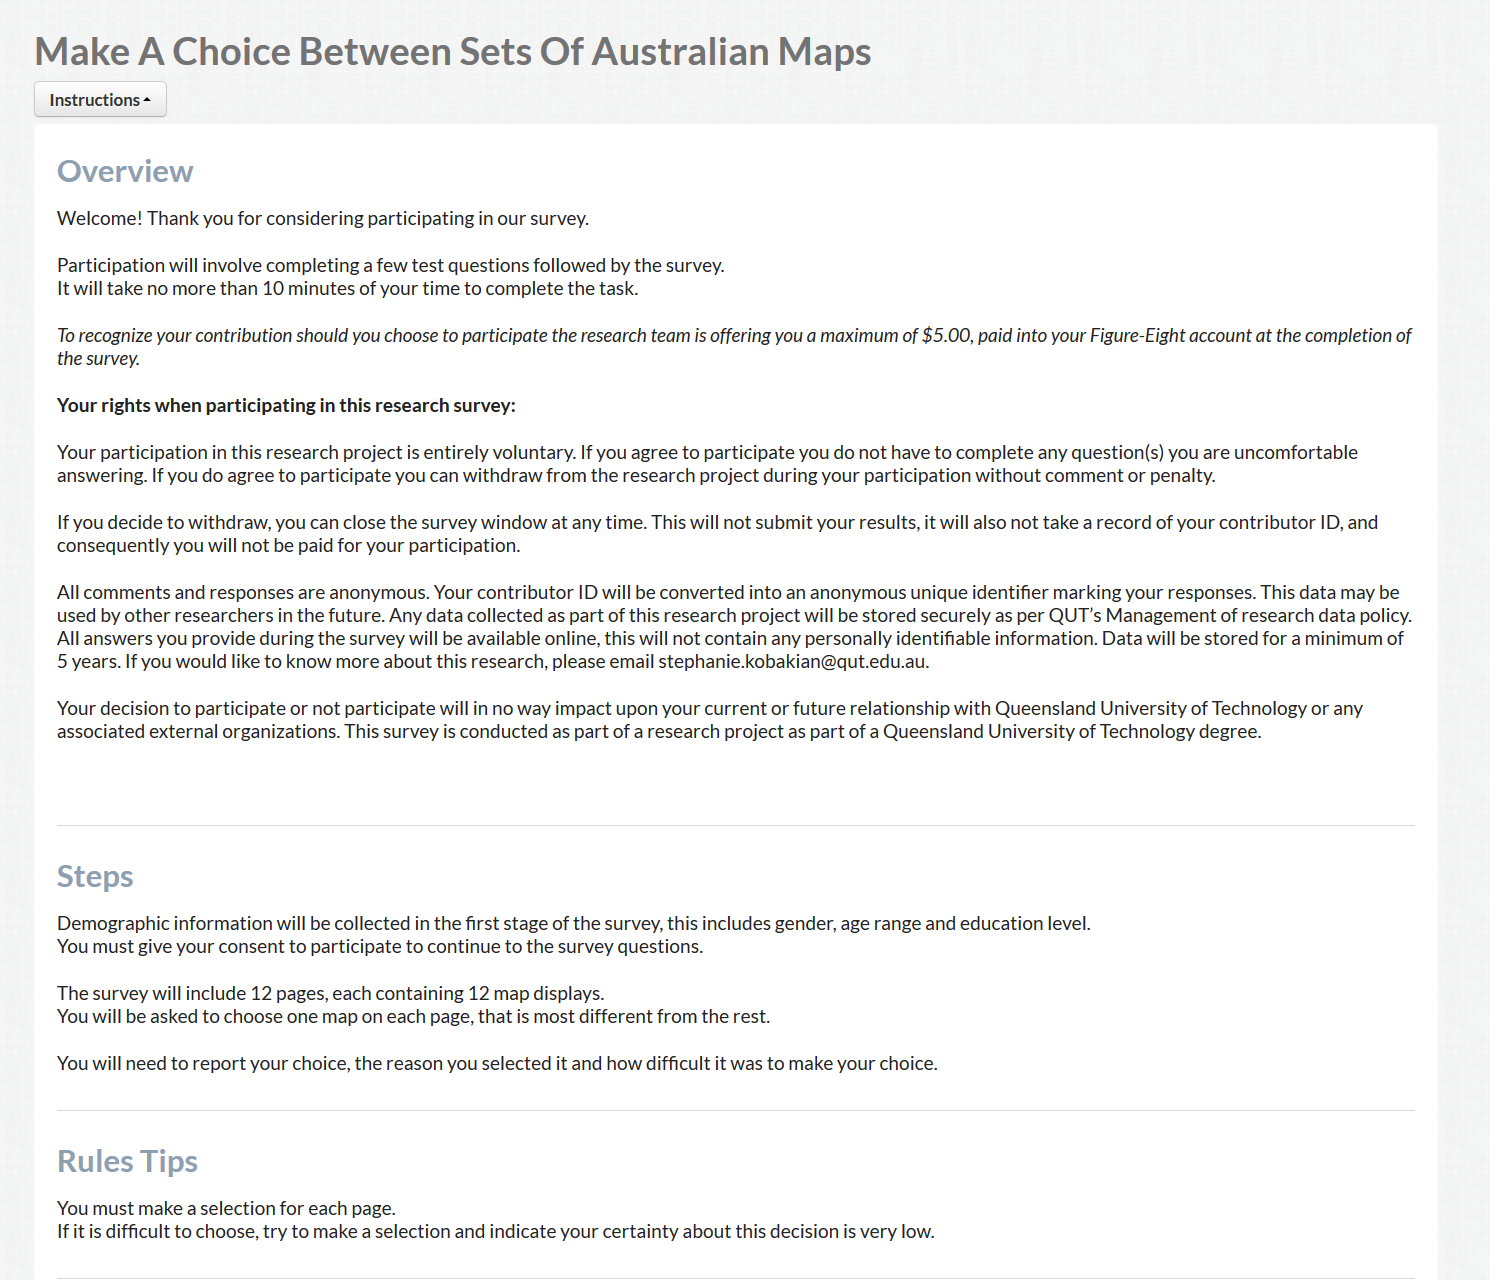 Make A Choice Between Sets Of Australian Maps
Instructions
Overview
Welcome! Thank you for considering participating in our survey.
Participation will involve completing a few test questions followed by the survey.
It will take no more than 10 minutes of your time to complete the task.
To recognize your contribution should you choose to participate the research team is offering you a maximum of $5.00, paid into your Figure-Eight account at the completion of
the survey.
Your rights when participating in this research survey:
Your participation in this research project is entirely voluntary. If you agree to participate you do not have to complete any question(s) you are uncomfortable
answering. If you do agree to participate you can withdraw from the research project during your participation without comment or penalty.
If you decide to withdraw, you can close the survey window at any time. This will not submit your results, it will also not take a record of your contributor ID, and
consequently you will not be paid for your participation.
All comments and responses are anonymous. Your contributor ID will be converted into an anonymous unique identifier marking your responses. This data may be
used by other researchers in the future. Any data collected as part of this research project will be stored securely as per QUT’s Management of research data policy.
All answers you provide during the survey will be available online, this will not contain any personally identifiable information. Data will be stored for a minimum of
5 years. If you would like to know more about this research, please email stephanie.kobakian@qut.edu.au.
Your decision to participate or not participate will in no way impact upon your current or future relationship with Queensland University of Technology or any
associated external organizations. This survey is conducted as part of a research project as part of a Queensland University of Technology degree.
Steps
Demographic information will be collected in the first stage of the survey, this includes gender, age range and education level.
You must give your consent to participate to continue to the survey questions.
The survey will include 12 pages, each containing 12 map displays.
You will be asked to choose one map on each page, that is most different from the rest.
You will need to report your choice, the reason you selected it and how difficult it was to make your choice.
Rules Tips
You must make a selection for each page.
If it is difficult to choose, try to make a selection and indicate your certainty about this decision is very low.